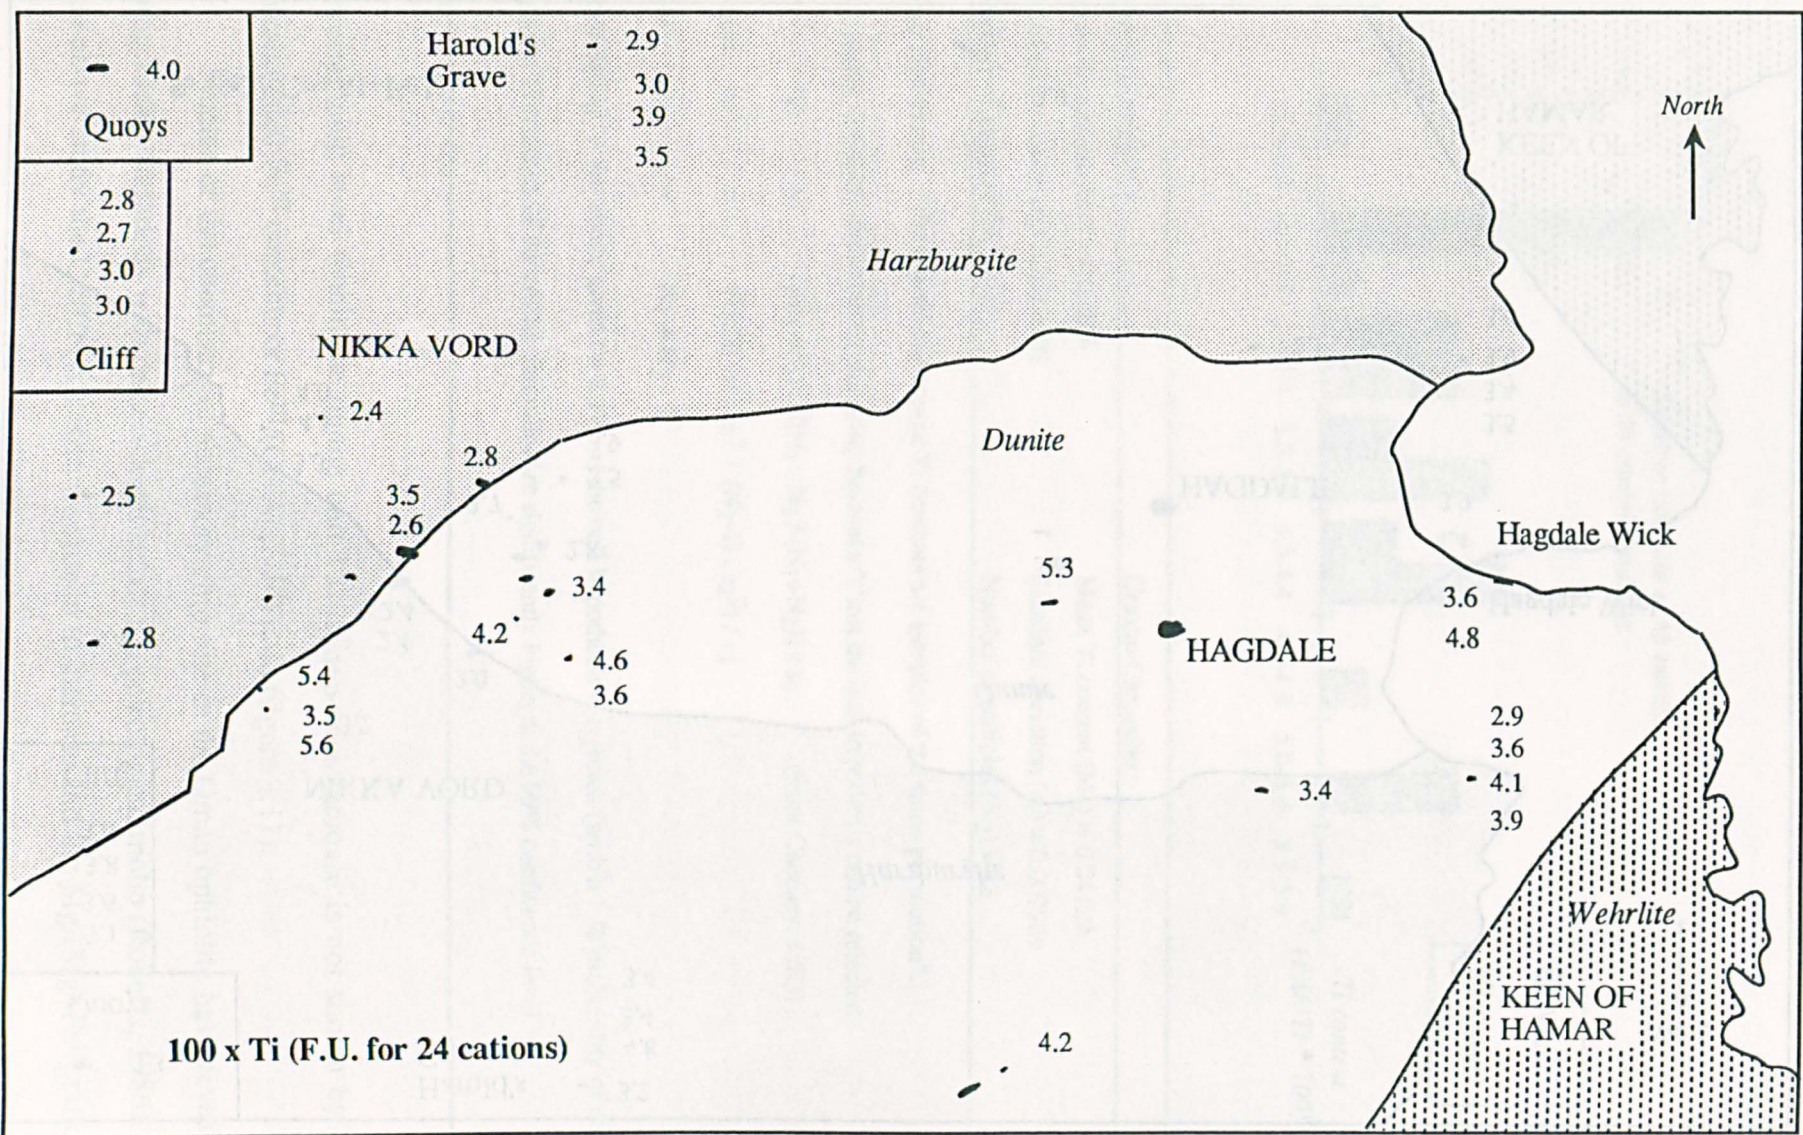 4.0
Quoys
Harold's
Grave
2.9
3.0
3.9
3.5
North
2.8
2.7
3.0
3.0
Cliff
Harzburgite
NIKKA VORD
2.4
2.8
2.5
3.5
2.6
Dunite
Hagdale Wick
5.3
3.4
3.6
4.2
4.8
2.8
4.6
HAGDALE
5.4
3.6
3.5
5.6
2.9
3.6
3.4
4.1
3.9
Wehrlite
KEEN OF
HAMAR
4.2
100 x Ti (F.U. for 24 cations)